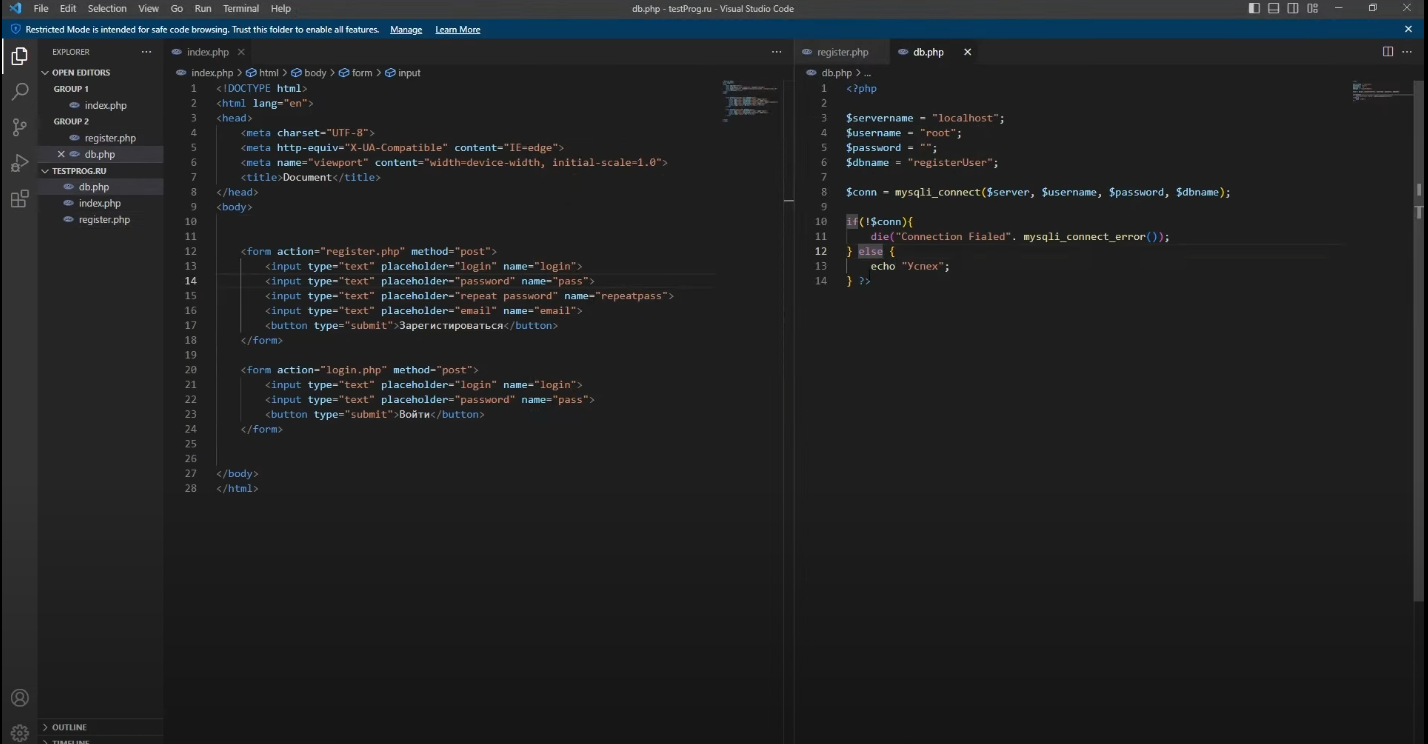 File Edit Selection View Go Run Terminal Help
db.php - testProg.ru - Visual Studio Code
Restricted Mode is intended for safe code browsing. Trust this folder to enable all features. Manage Learn More
EXPLORER
OPEN EDITORS
GROUP 1
index.php
GROUP 2
register.php
db.php
TESTPROG.RU
db.php
index.php
register.php
OUTLINE
TIMELINE
index.php
index.php > html > body > form > input
1 <!DOCTYPE html>
2 <html lang="en">
3 <head>
4 <meta charset="UTF-8">
5 <meta http-equiv="X-UA-Compatible" content="IE=edge">
6 <meta name="viewport" content="width=device-width, initial-scale=1.0">
7 <title>Document</title>
8 </head>
9 <body>
10
11
12 <form action="register.php" method="post">
13 <input type="text" placeholder="login" name="login">
14 <input type="text" placeholder="password" name="pass">
15 <input type="text" placeholder="repeat password" name="repeatpass">
16 <input type="text" placeholder="email" name="email">
17 <button type="submit">Зарегистироваться</button>
18 </form>
19
20 <form action="login.php" method="post">
21 <input type="text" placeholder="login" name="login">
22 <input type="text" placeholder="password" name="pass">
23 <button type="submit">Войти</button>
24 </form>
25
26
27 </body>
28 </html>
register.php
db.php
db.php > ...
1 <?php
2
3 $servername = "localhost";
4 $username = "root";
5 $password = "";
6 $dbname = "registerUser";
7
8 $conn = mysqli_connect($server, $username, $password, $dbname);
9
10 if(!$conn){
11 die("Connection Fialed". mysqli_connect_error());
12 } else {
13 echo "Успех";
14 } ?>